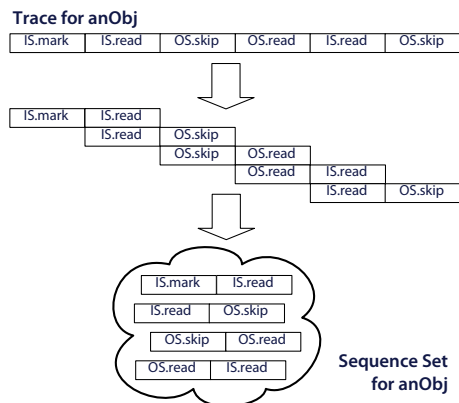 Trace for anObj
IS.mark IS.read OS.skip OS.read IS.read OS.skip
IS.mark IS.read
IS.read OS.skip
OS.skip OS.read
OS.read IS.read
IS.read OS.skip
IS.mark IS.read
IS.read OS.skip
OS.skip OS.read
OS.read IS.read
Sequence Set
for anObj